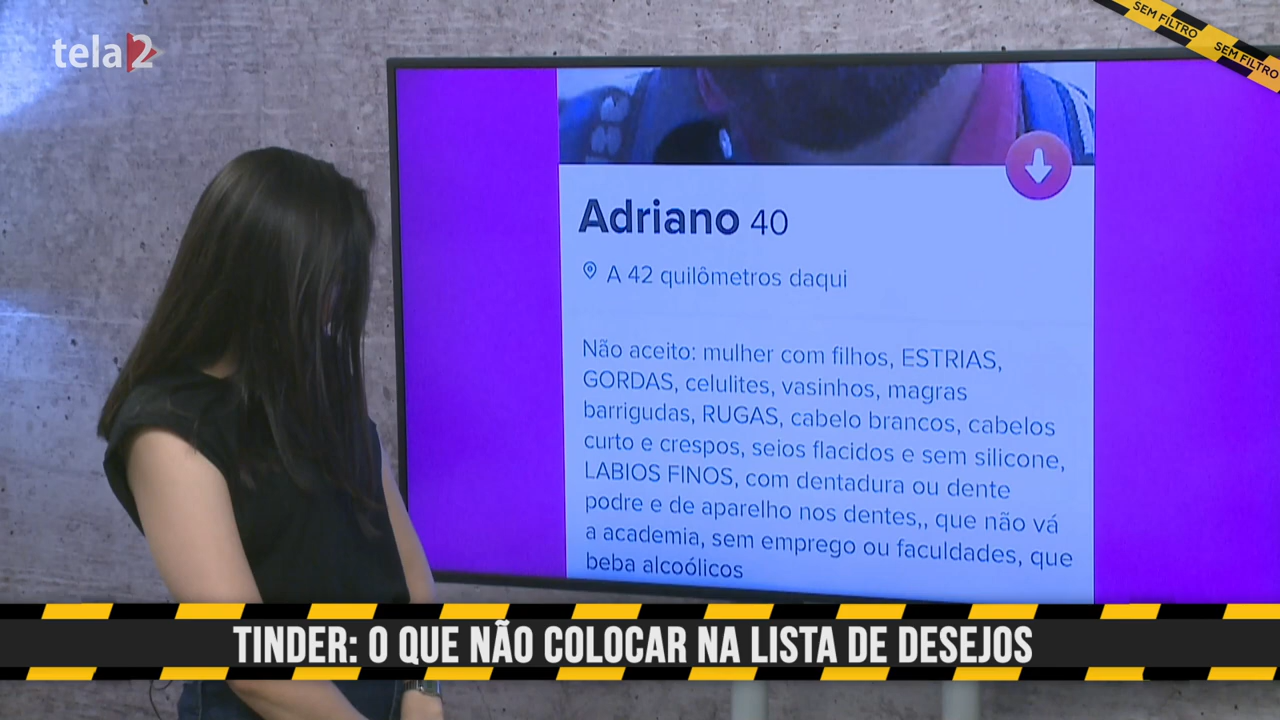 tela2
SEM FILTRO
SEM FILTRO
Adriano 40
A 42 quilômetros daqui
Não aceito: mulher com filhos, ESTRIAS,
GORDAS, celulites, vasinhos, magras
barrigudas, RUGAS, cabelo brancos, cabelos
curto e crespos, seios flacidos e sem silicone,
LABIOS FINOS, com dentadura ou dente
podre e de aparelho nos dentes,, que não vá
a academia, sem emprego ou faculdades, que
beba alcoólicos
TINDER: O QUE NÃO COLOCAR NA LISTA DE DESEJOS